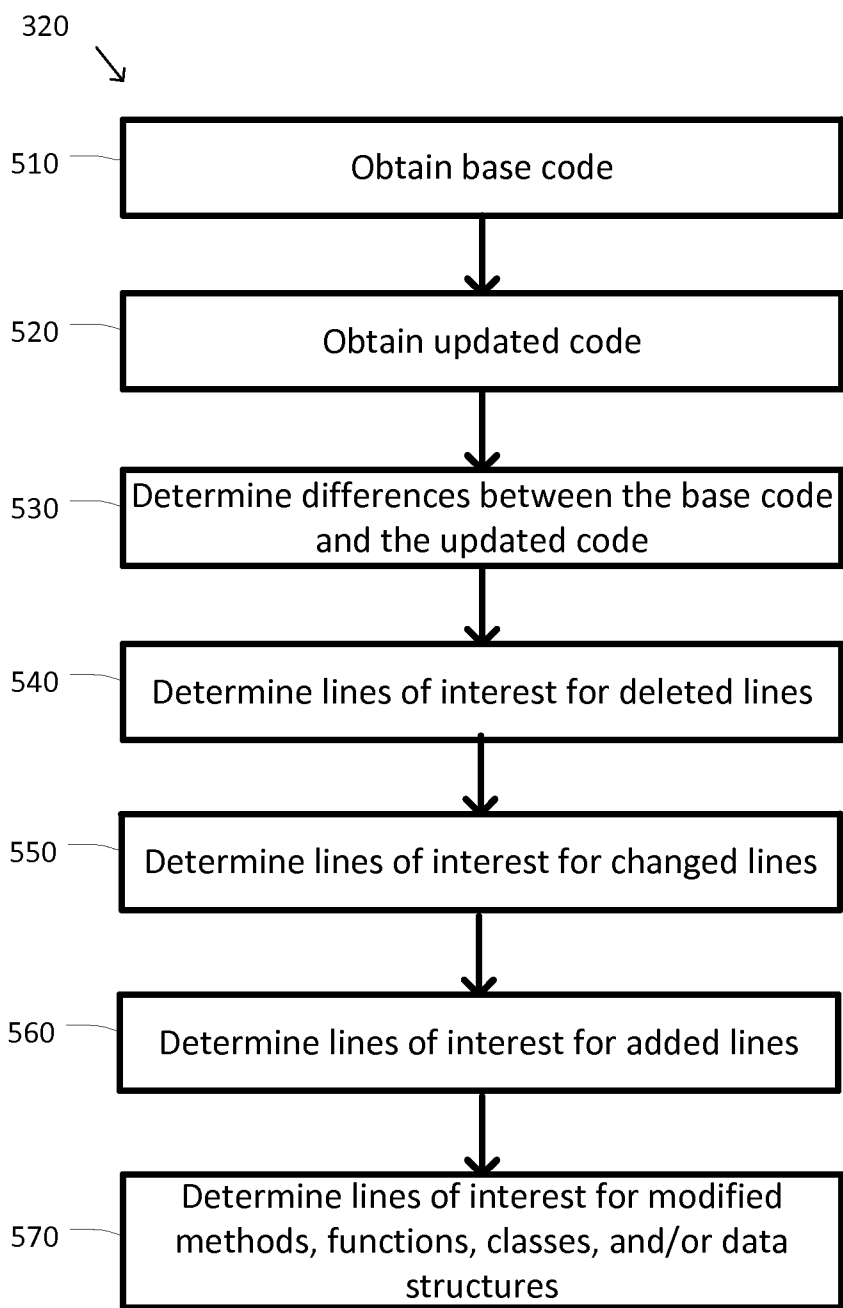 320
510
Obtain base code
520
Obtain updated code
530
Determine differences between the base code
and the updated code
540
Determine lines of interest for deleted lines
550
Determine lines of interest for changed lines
560
Determine lines of interest for added lines
570
Determine lines of interest for modified
methods, functions, classes, and/or data
structures